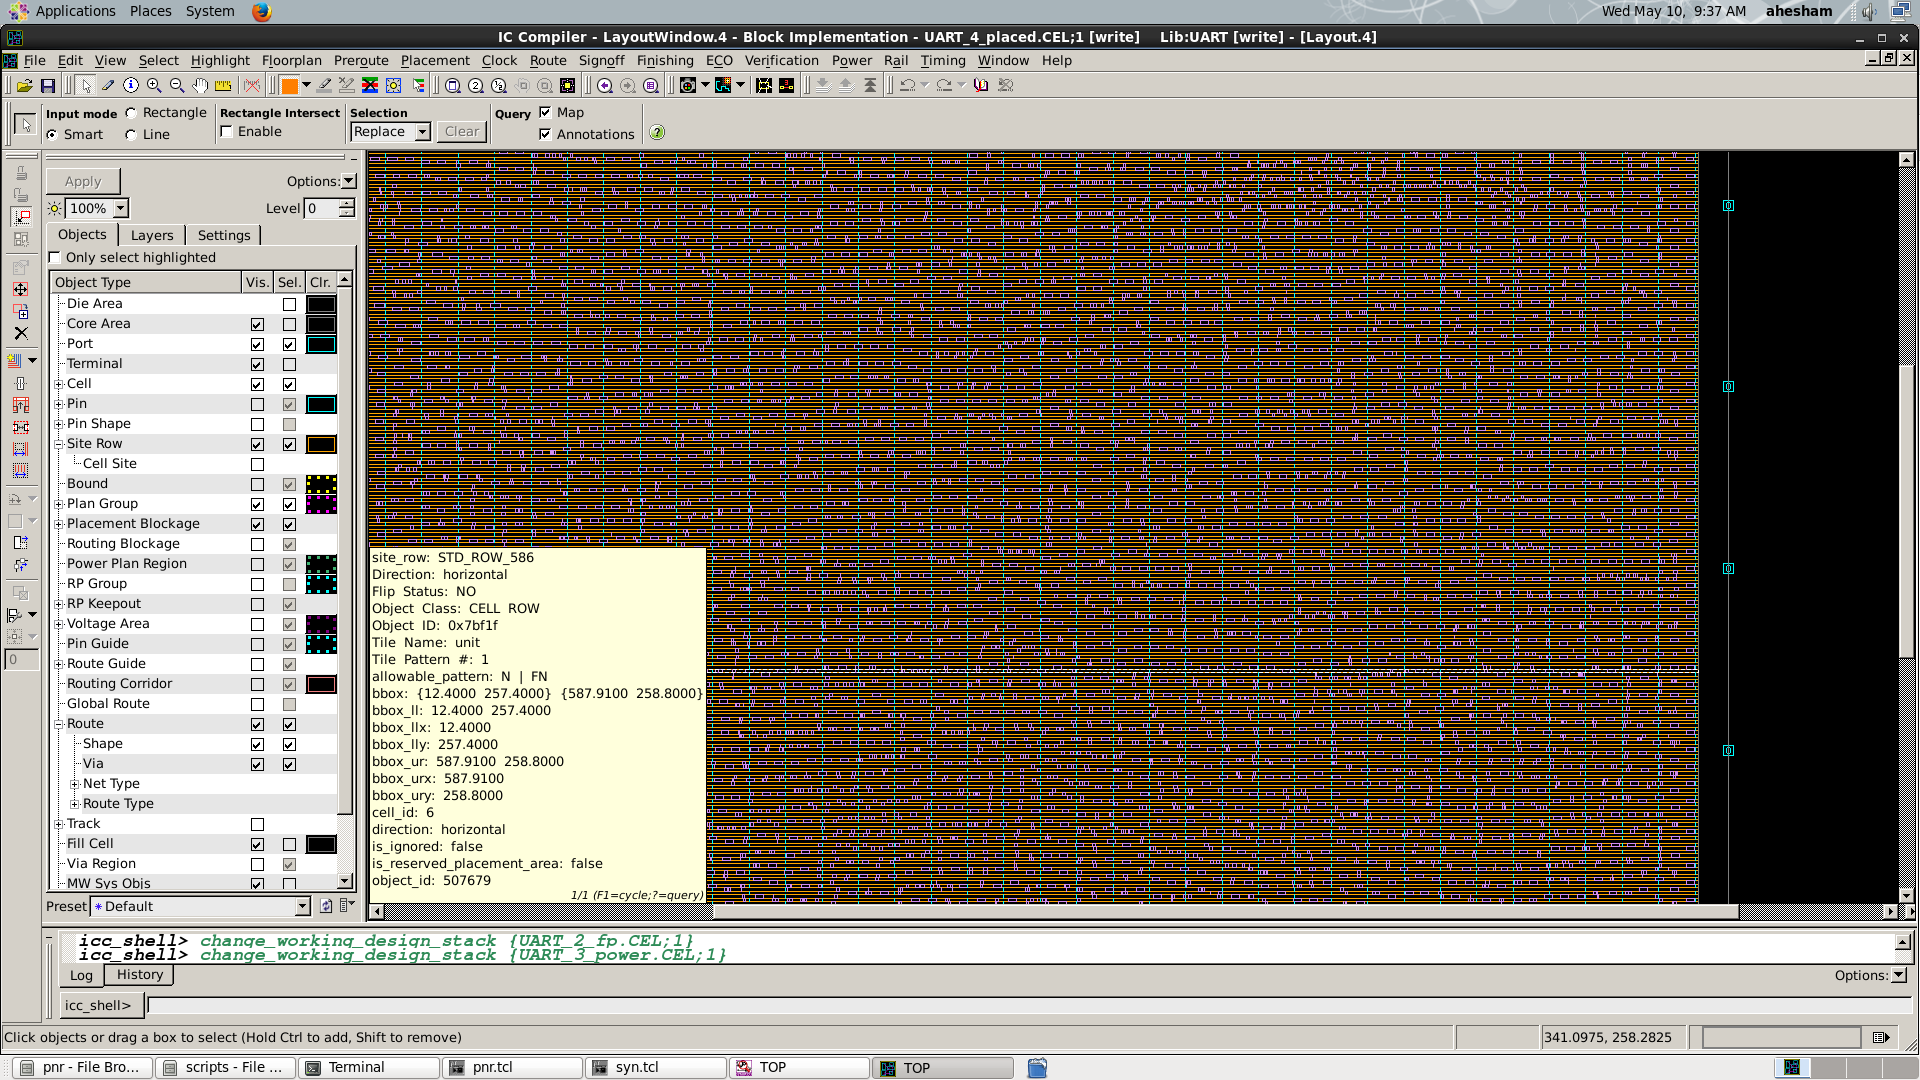 Applications Places System
Wed May 10, 9:37 AM ahesham
IC Compiler - LayoutWindow.4 - Block Implementation - UART_4_placed.CEL;1 [write] Lib:UART [write] - [Layout.4]
File Edit View Select Highlight Floorplan Preroute Placement Clock Route Signoff Finishing ECO Verification Power Rail Timing Window Help
Input mode Rectangle Rectangle Intersect Selection Query Map
Smart Line Enable Replace Clear Annotations
Apply Options:
100% Level 0
Objects Layers Settings
Only select highlighted
Object Type Vis. Sel. Clr.
Die Area
Core Area
Port
Terminal
Cell
Pin
Pin Shape
Site Row
Cell Site
Bound
Plan Group
Placement Blockage
Routing Blockage
Power Plan Region
RP Group
RP Keepout
Voltage Area
Pin Guide
Route Guide
Routing Corridor
Global Route
Route
Shape
Via
Net Type
Route Type
Track
Fill Cell
Via Region
MW Sys Objs
Preset * Default
0
site_row: STD_ROW_586
Direction: horizontal
Flip Status: NO
Object Class: CELL ROW
Object ID: 0x7bf1f
Tile Name: unit
Tile Pattern #: 1
allowable_pattern: N | FN
bbox: {12.4000 257.4000} {587.9100 258.8000}
bbox_ll: 12.4000 257.4000
bbox_llx: 12.4000
bbox_lly: 257.4000
bbox_ur: 587.9100 258.8000
bbox_urx: 587.9100
bbox_ury: 258.8000
cell_id: 6
direction: horizontal
is_ignored: false
is_reserved_placement_area: false
object_id: 507679
1/1 (F1=cycle;?=query)
icc_shell> change_working_design_stack {UART_2_fp.CEL;1}
icc_shell> change_working_design_stack {UART_3_power.CEL;1}
Log History
Options:
icc_shell>
Click objects or drag a box to select (Hold Ctrl to add, Shift to remove)
341.0975, 258.2825
pnr - File Bro... scripts - File ... Terminal pnr.tcl syn.tcl TOP TOP